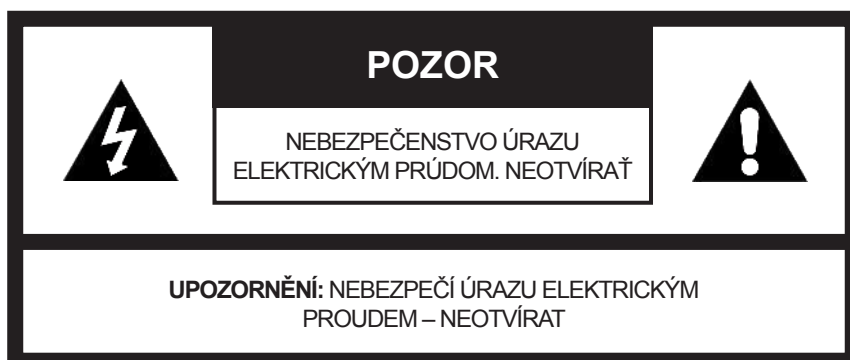 POZOR
NEBEZPEČENSTVO ÚRAZU
ELEKTRICKÝM PRÚDOM. NEOTVÍRAŤ
UPOZORNĚNÍ: NEBEZPEČÍ ÚRAZU ELEKTRICKÝM
PROUDEM – NEOTVÍRAT